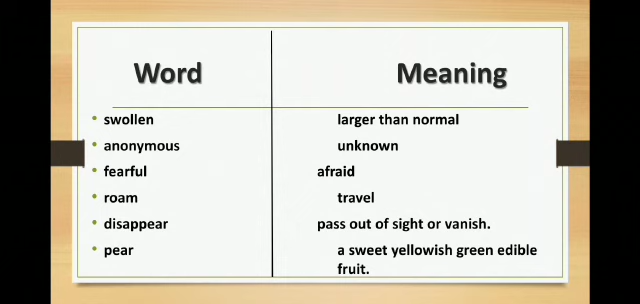 Word Meaning
swollen larger than normal
anonymous unknown
fearful afraid
roam travel
disappear pass out of sight or vanish.
pear a sweet yellowish green edible
fruit.